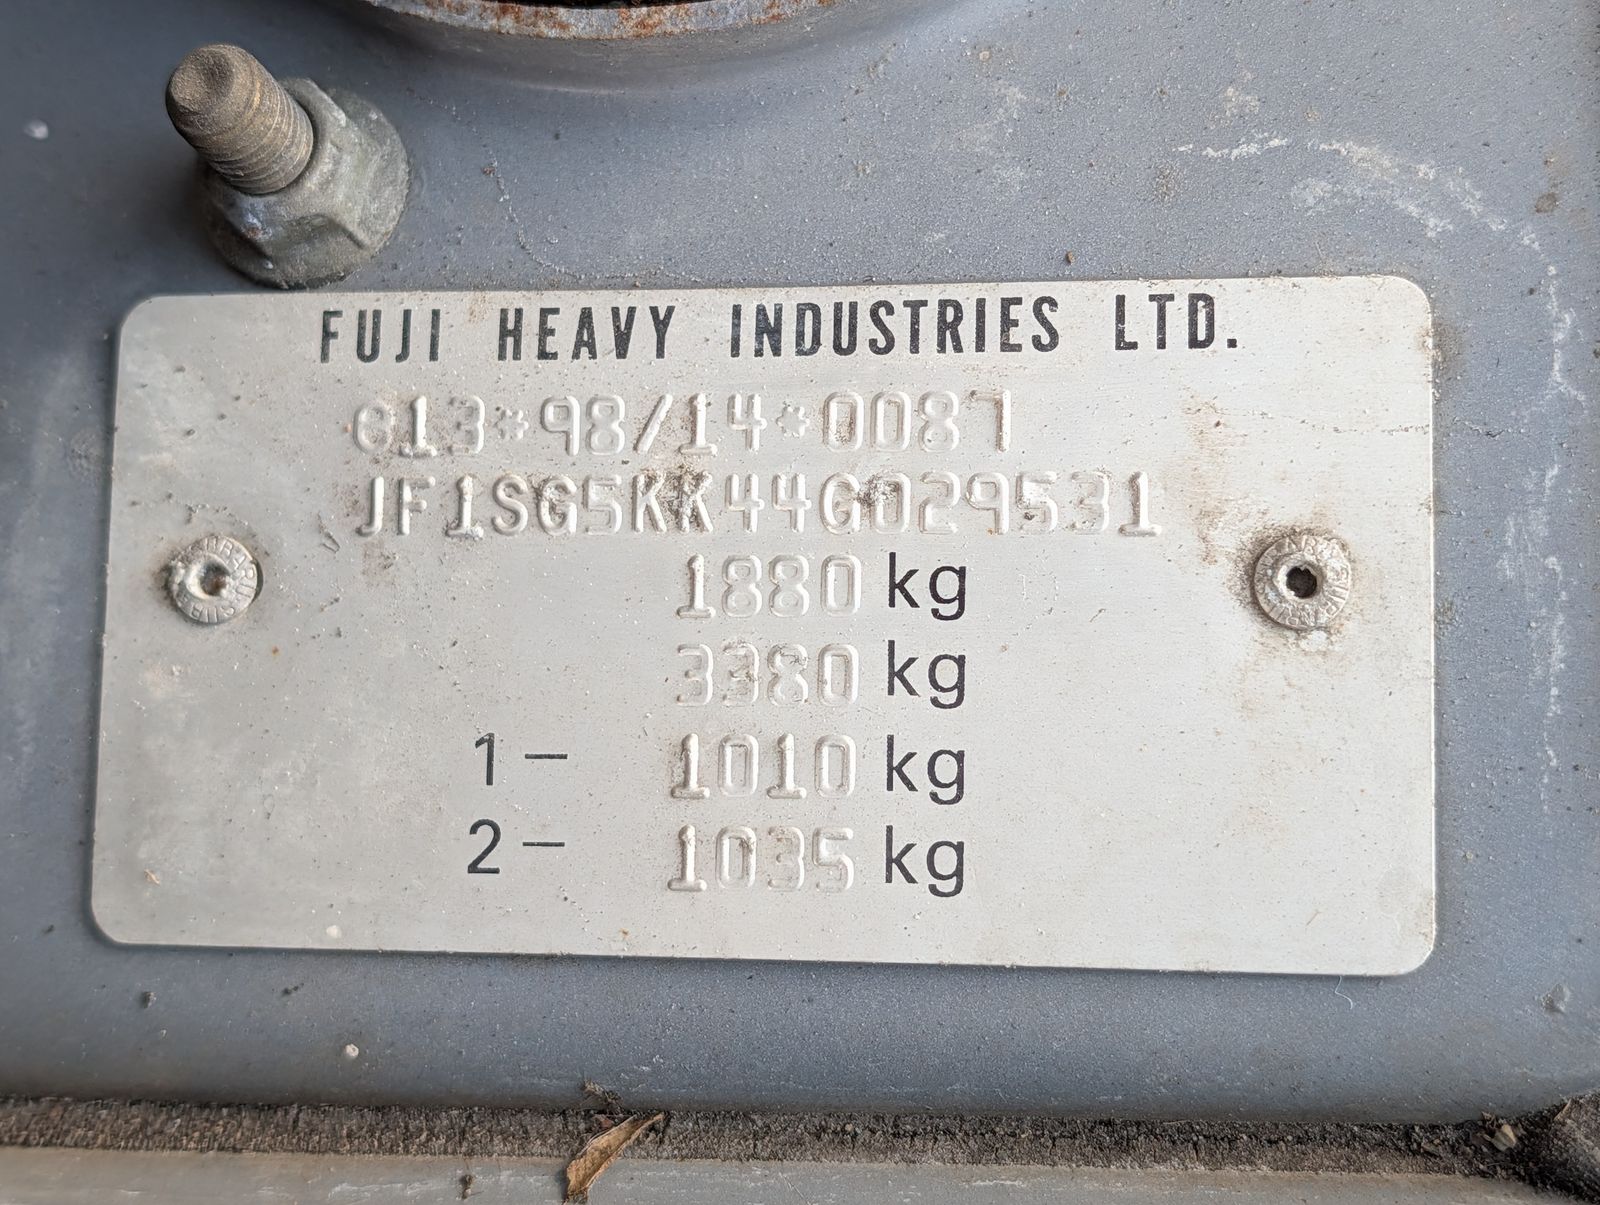 FUJI HEAVY INDUSTRIES LTD.
e13*98/14*0087
JF1SG5KK44G029531
1880 kg
3380 kg
1- 1010 kg
2- 1035 kg